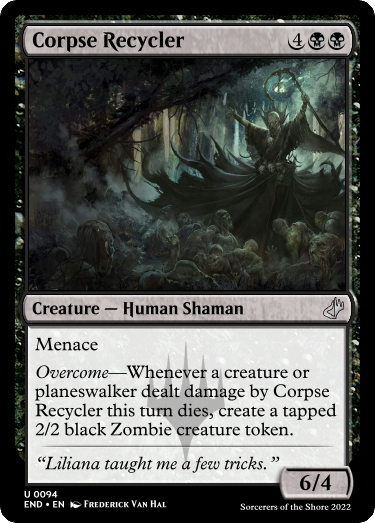 Corpse Recycler 4
Creature — Human Shaman
Menace
Overcome—Whenever a creature or
planeswalker dealt damage by Corpse
Recycler this turn dies, create a tapped
2/2 black Zombie creature token.
“Liliana taught me a few tricks.”
6/4
U 0094
END • EN Frederick Van Hal
Sorcerers of the Shore 2022